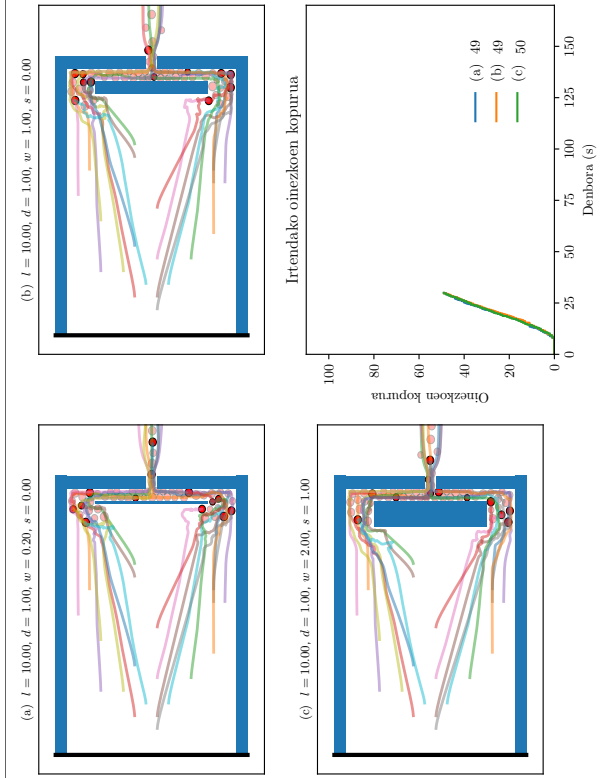 (a) l = 10.00, d = 1.00, w = 0.20, s = 0.00
(b) l = 10.00, d = 1.00, w = 1.00, s = 0.00
(c) l = 10.00, d = 1.00, w = 2.00, s = 1.00
Irtendako oinezkoen kopurua
Oinezkoen kopurua
100
80
60
40
20
0
(a) 49
(b) 49
(c) 50
0
25
50
75
100
125
150
Denbora (s)